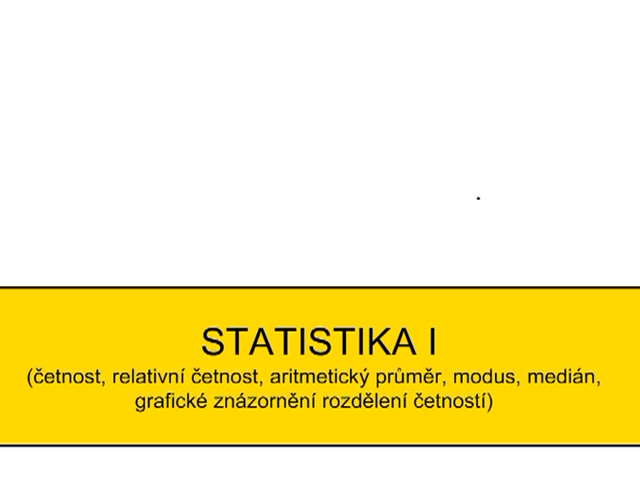 STATISTIKA I
(četnost, relativní četnost, aritmetický průměr, modus, medián,
grafické znázornění rozdělení četností)